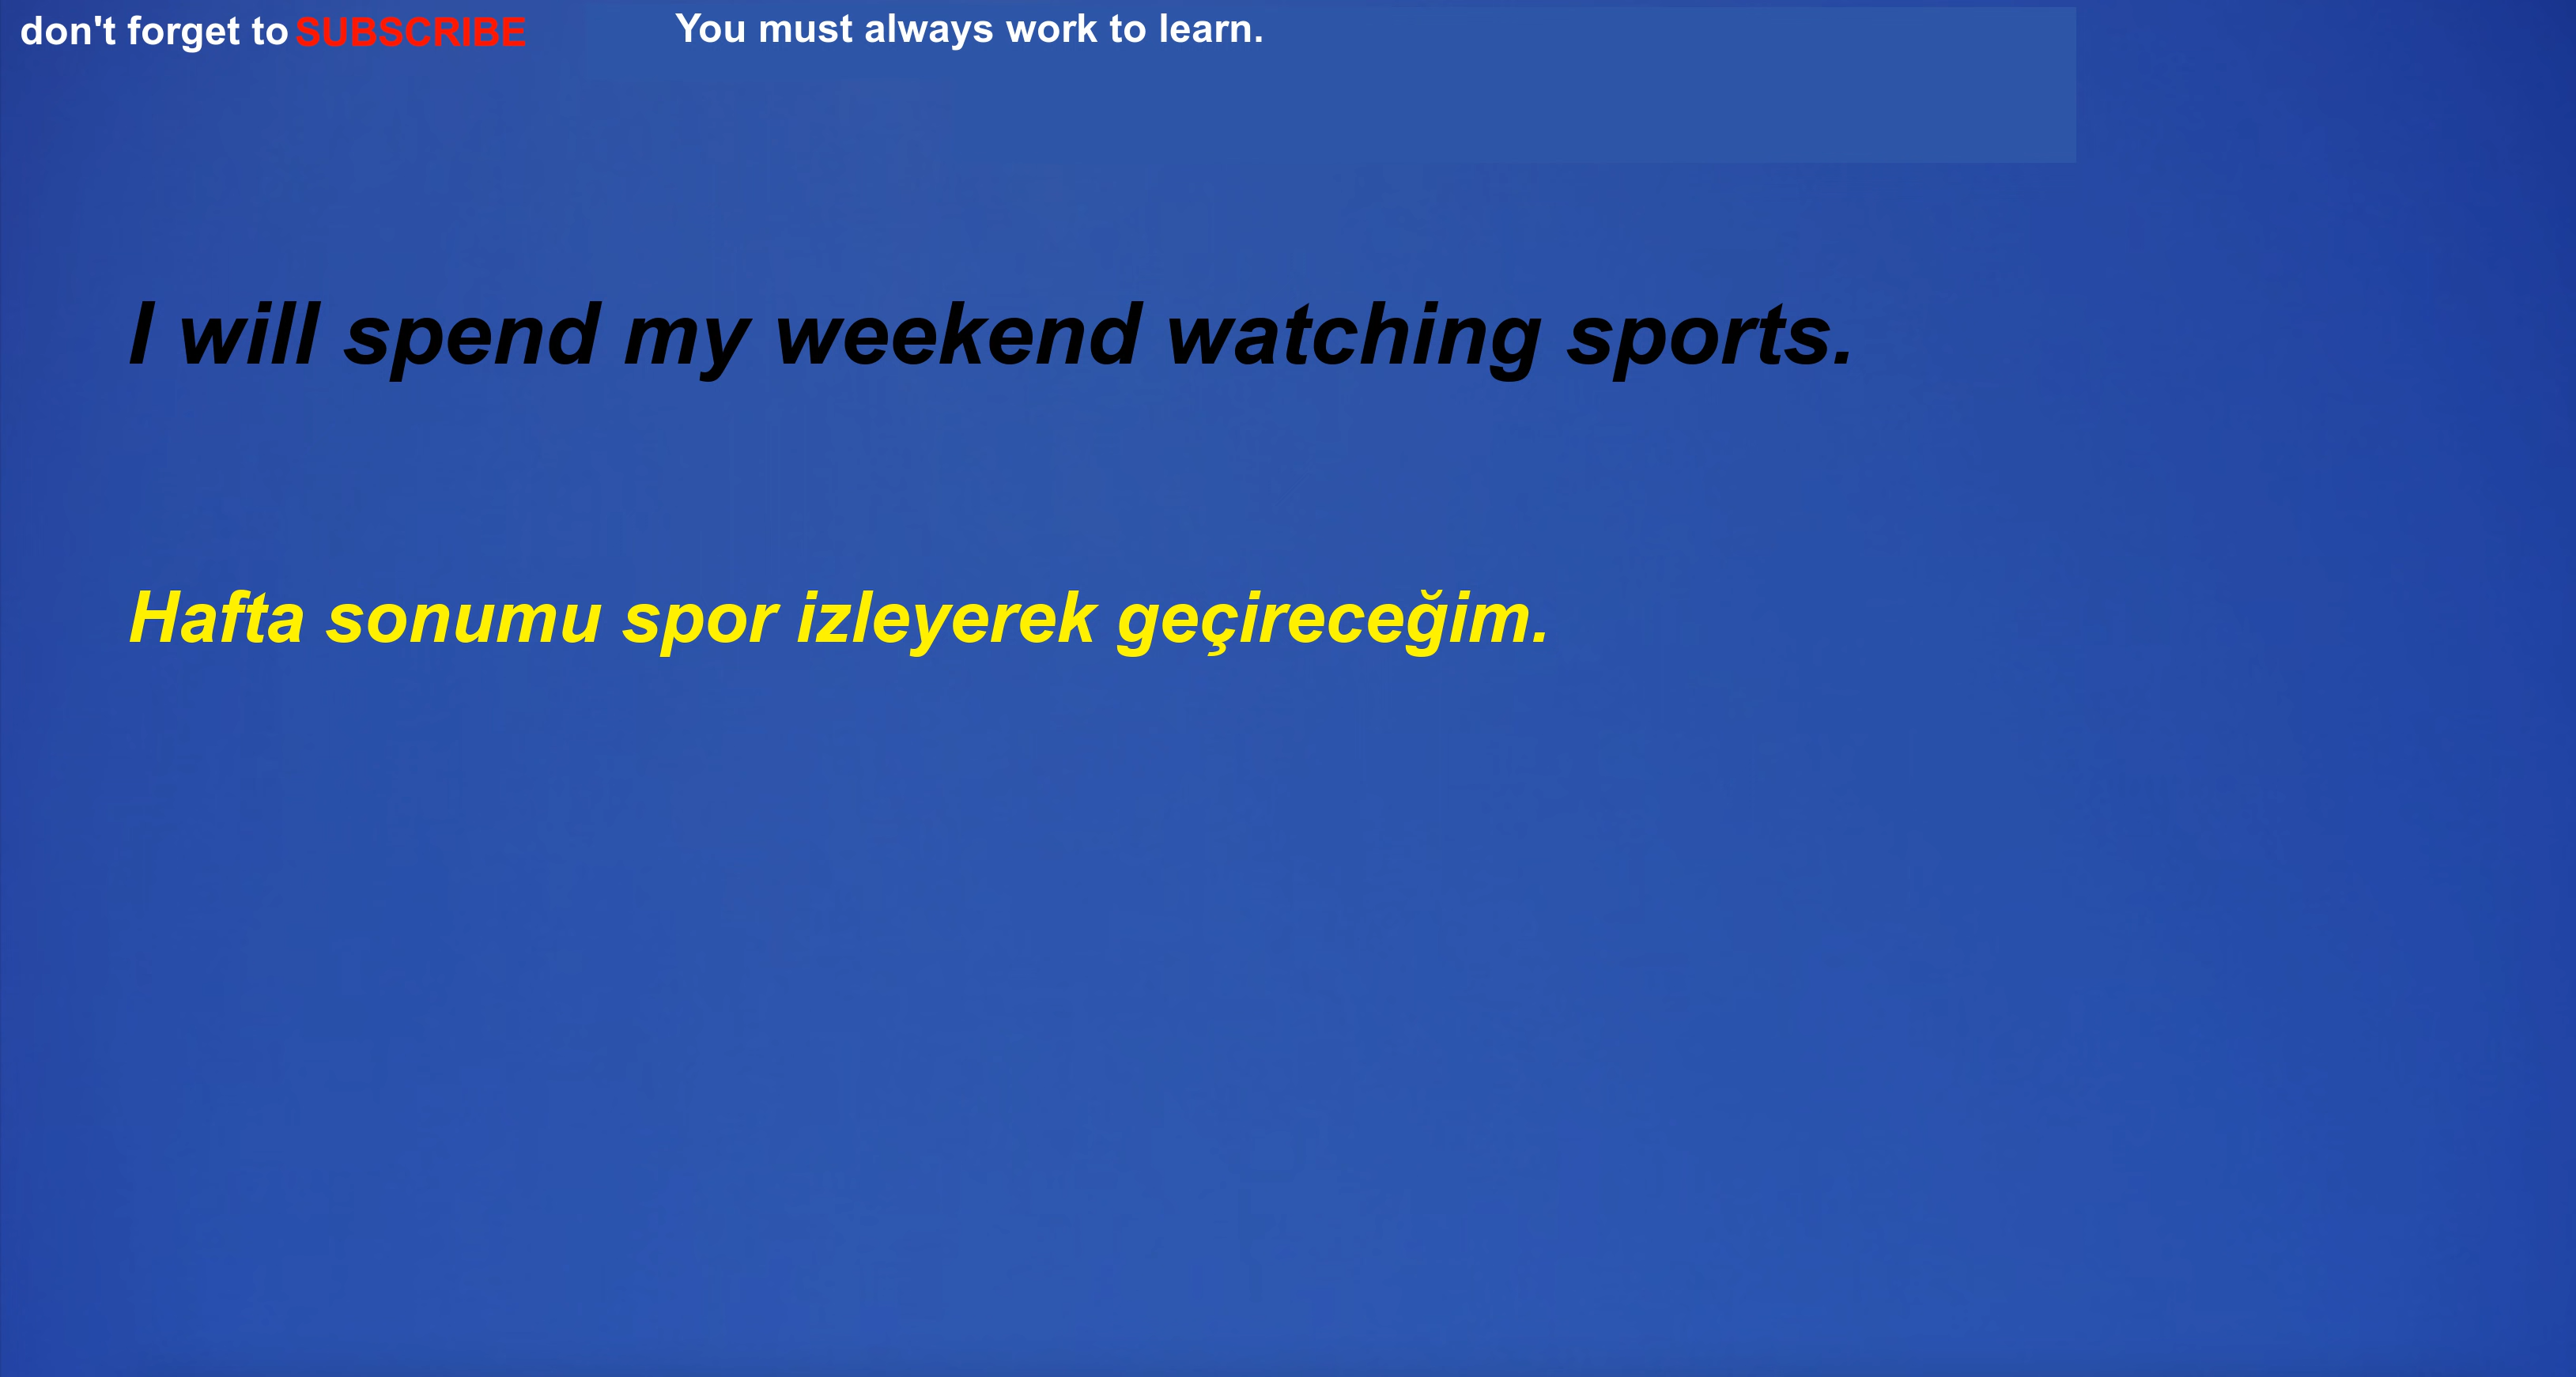 don't forget to SUBSCRIBE
You must always work to learn.
I will spend my weekend watching sports.
Hafta sonumu spor izleyerek geçireceğim.